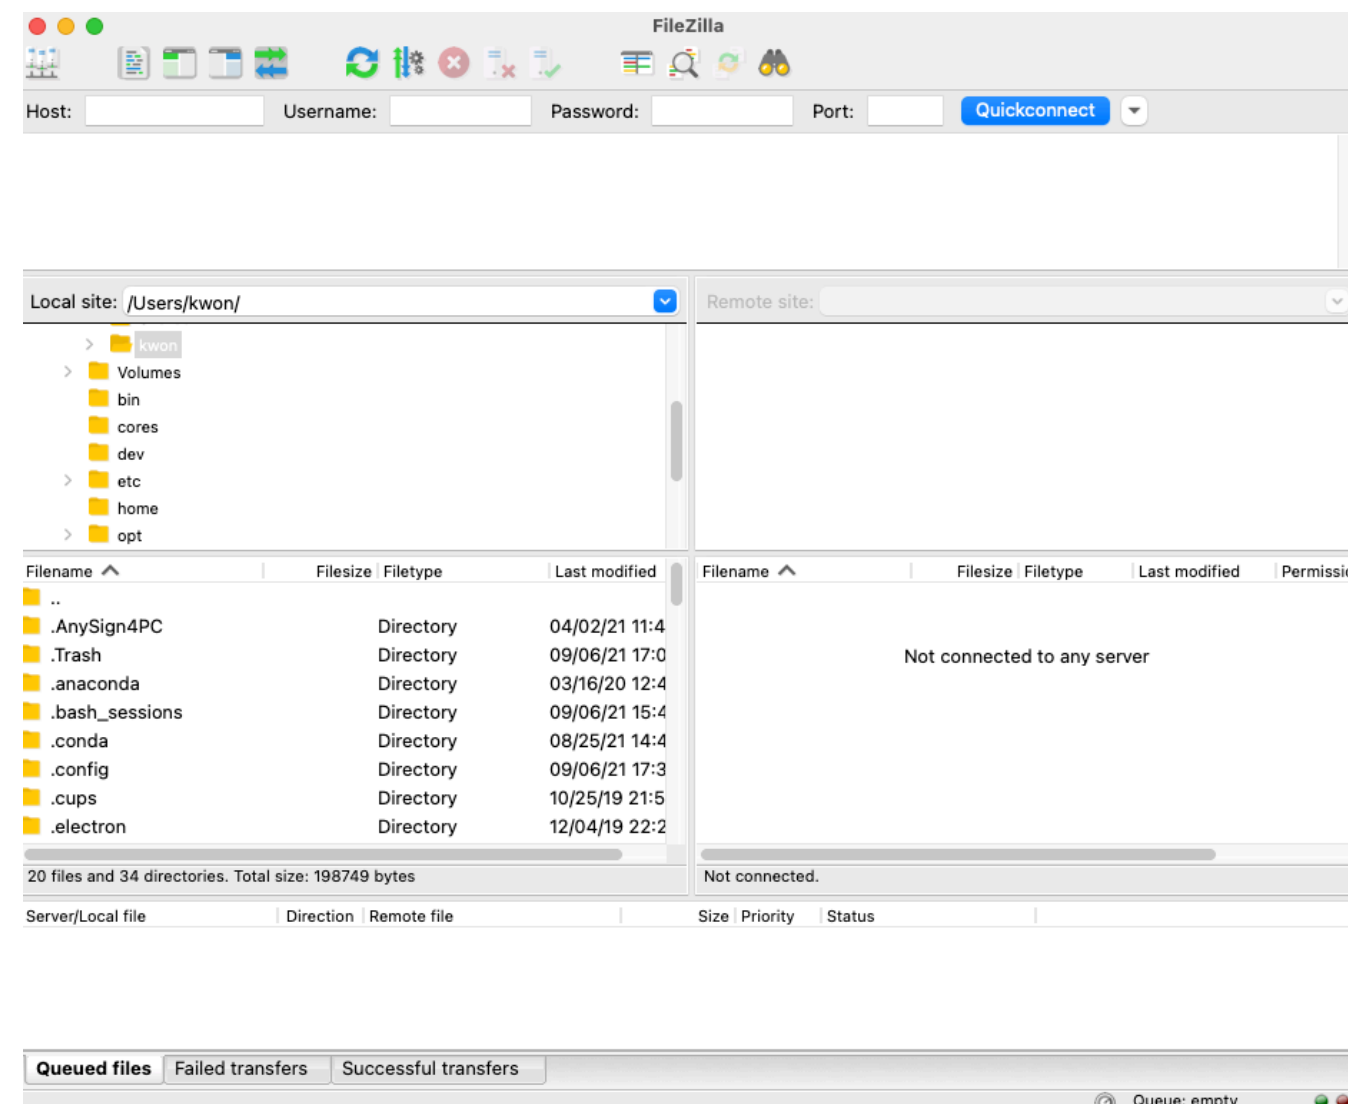 FileZilla
Host: Username: Password: Port: Quickconnect
Local site: /Users/kwon/
Remote site:
kwon
Volumes
bin
cores
dev
etc
home
opt
Filename Filesize Filetype Last modified
..
.AnySign4PC Directory 04/02/21 11:4
.Trash Directory 09/06/21 17:0
.anaconda Directory 03/16/20 12:4
.bash_sessions Directory 09/06/21 15:4
.conda Directory 08/25/21 14:4
.config Directory 09/06/21 17:3
.cups Directory 10/25/19 21:5
.electron Directory 12/04/19 22:2
20 files and 34 directories. Total size: 198749 bytes
Filename Filesize Filetype Last modified Permissi
Not connected to any server
Not connected.
Server/Local file Direction Remote file Size Priority Status
Queued files Failed transfers Successful transfers
Queue: empty